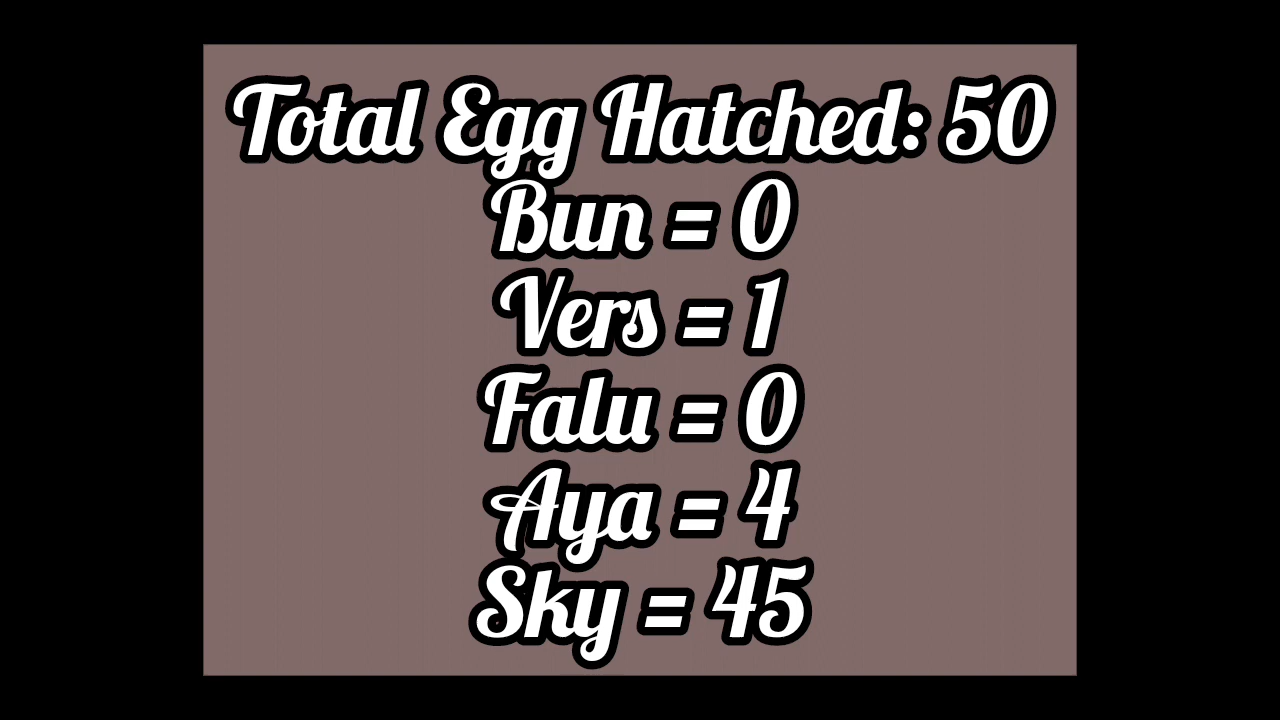 Total Egg Hatched: 50
Bun = 0
Vers = 1
Falu = 0
Aya = 4
Sky = 45